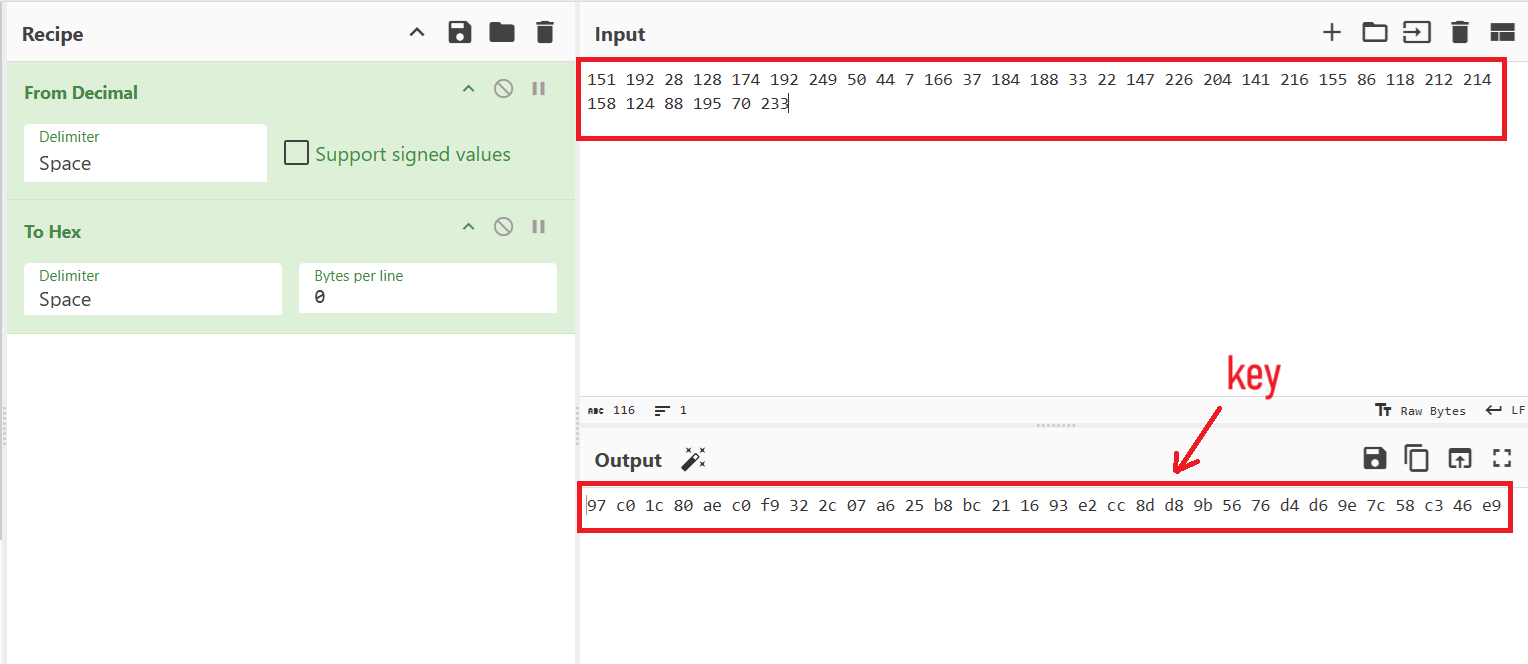 Recipe
From Decimal
Delimiter
Space
Support signed values
To Hex
Delimiter
Space
Bytes per line
0
Input
151 192 28 128 174 192 249 50 44 7 166 37 184 188 33 22 147 226 204 141 216 155 86 118 212 214
158 124 88 195 70 233
key
ABC 116 1
Tт Raw Bytes LF
Output
97 c0 1c 80 ae c0 f9 32 2c 07 a6 25 b8 bc 21 16 93 e2 cc 8d d8 9b 56 76 d4 d6 9e 7c 58 c3 46 e9